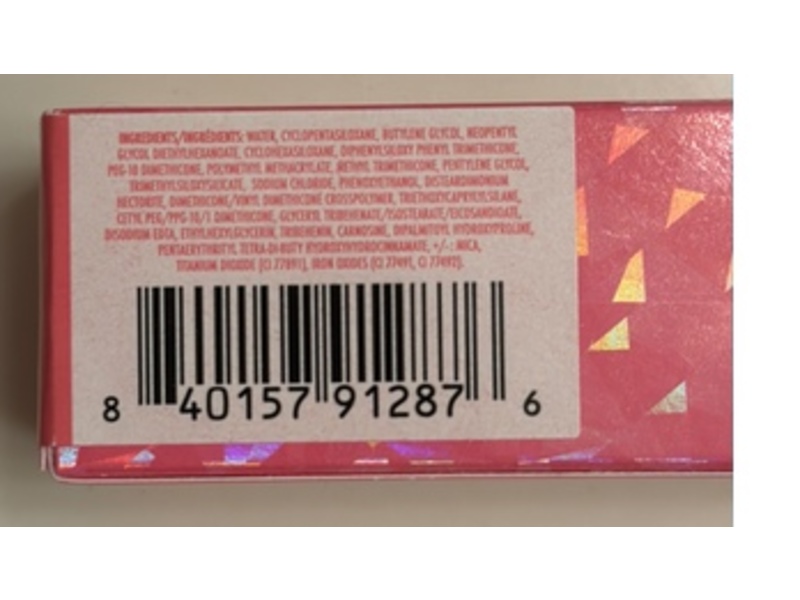 INGREDIENTS/INGRÉDIENTS: WATER, CYCLOPENTASILOXANE, BUTYLENE GLYCOL, NEOPENTYL
GLYCOL DIETHYLHEXANOATE, CYCLOHEXASILOXANE, DIPHENYLSILOXY PHENYL TRIMETHICONE,
PEG-10 DIMETHICONE, POLYMETHYL METHACRYLATE, METHYL TRIMETHICONE, PENTYLENE GLYCOL,
TRIMETHYLSILOXYSILICATE, SODIUM CHLORIDE, PHENOXYETHANOL, DISTEARDIMONIUM
HECTORITE, DIMETHICONE/VINYL DIMETHICONE CROSSPOLYMER, TRIETHOXYCAPRYLYLSILANE,
CETYL PEG/PPG-10/1 DIMETHICONE, GLYCERYL TRIBEHENATE/ISOSTEARATE/EICOSANDIOATE,
DISODIUM EDTA, ETHYLHEXYLGLYCERIN, TRIBEHENIN, CARNOSINE, DIPALMITOYL HYDROXYPROLINE,
PENTAERYTHRITYL TETRA-DI-BUTY HYDROXYHYDROCINNAMATE, +/-: MICA,
TITANIUM DIOXIDE (CI 77891), IRON OXIDES (CI 77491, CI 77492).
8 40157 91287 6